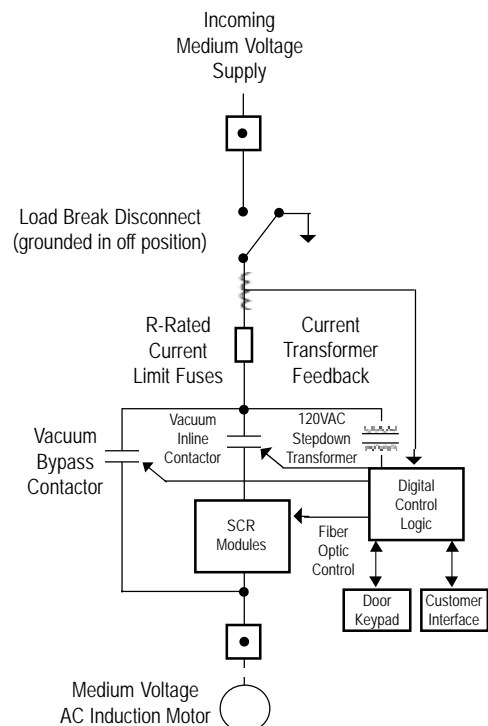 Incoming
Medium Voltage
Supply
Load Break Disconnect
(grounded in off position)
R-Rated
Current
Limit Fuses
Current
Transformer
Feedback
Vacuum
Bypass
Contactor
Vacuum
Inline
Contactor
120VAC
Stepdown
Transformer
Digital
Control
Logic
SCR
Modules
Fiber
Optic
Control
Door
Keypad
Customer
Interface
Medium Voltage
AC Induction Motor